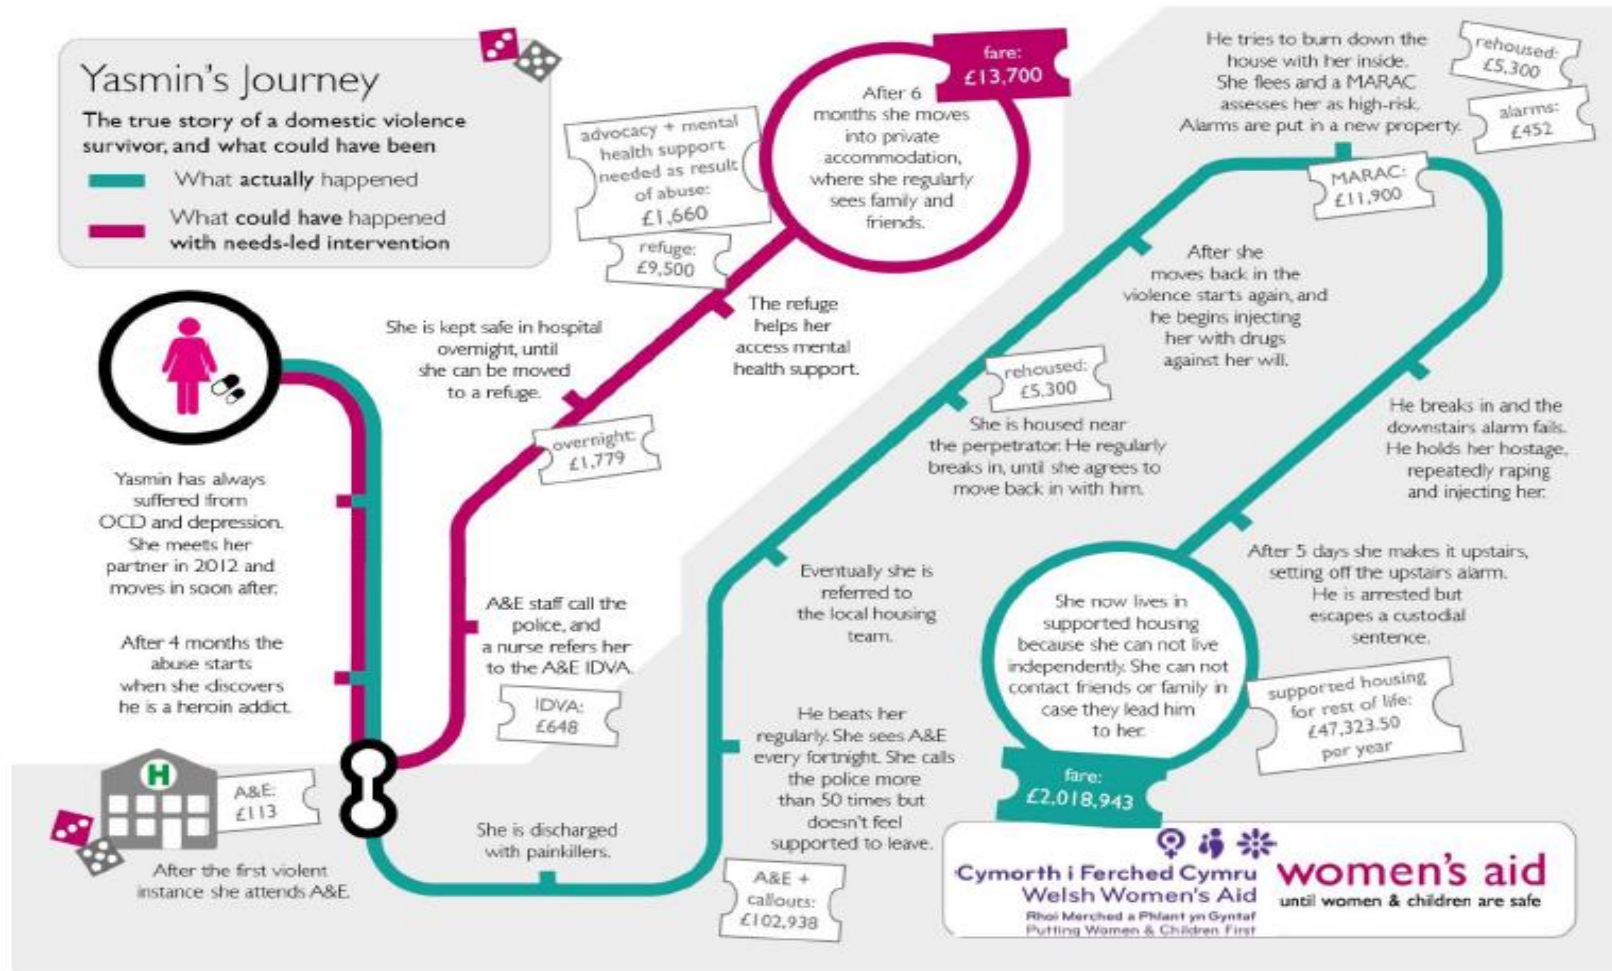 Yasmin's Journey
The true story of a domestic violence
survivor, and what could have been
What actually happened
What could have happened
with needs-led intervention
Yasmin has always
suffered from
OCD and depression.
She meets her
partner in 2012 and
moves in soon after.
After 4 months the
abuse starts
when she discovers
he is a heroin addict.
H
A&E:
£113
After the first violent
instance she attends A&E.
A&E staff call the
police, and
a nurse refers her
to the A&E IDVA.
IDVA:
£648
She is kept safe in hospital
overnight, until
she can be moved
to a refuge.
overnight:
£1,779
advocacy + mental
health support
needed as result
of abuse:
£1,660
refuge:
£9,500
The refuge
helps her
access mental
health support.
After 6
months she moves
into private
accommodation,
where she regularly
sees family and
friends.
fare:
£13,700
She is discharged
with painkillers.
He beats her
regularly. She sees A&E
every fortnight. She calls
the police more
than 50 times but
doesn't feel
supported to leave.
A&E +
callouts:
£102,938
Eventually she is
referred to
the local housing
team.
rehoused:
£5,300
She is housed near
the perpetrator. He regularly
breaks in, until she agrees to
move back in with him.
After she
moves back in the
violence starts again, and
he begins injecting
her with drugs
against her will.
He tries to burn down the
house with her inside.
She flees and a MARAC
assesses her as high-risk.
Alarms are put in a new property.
rehoused:
£5,300
alarms:
£452
MARAC:
£11,900
He breaks in and the
downstairs alarm fails.
He holds her hostage,
repeatedly raping
and injecting her.
After 5 days she makes it upstairs,
setting off the upstairs alarm.
He is arrested but
escapes a custodial
sentence.
She now lives in
supported housing
because she can not live
independently. She can not
contact friends or family in
case they lead him
to her.
supported housing
for rest of life:
£47,323.50
per year
fare:
£2,018,943
Cymorth i Ferched Cymru
Welsh Women's Aid
Rhoi Merched a Phlant yn Gyntaf
Putting Women & Children First
women's aid
until women & children are safe